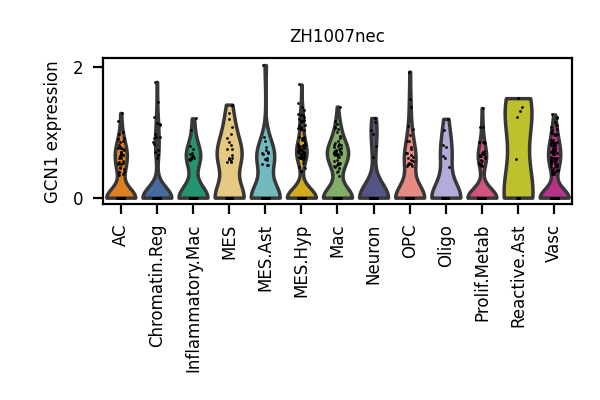 ZH1007nec
GCN1 expression
2
0
AC
Chromatin.Reg
Inflammatory.Mac
MES
MES.Ast
MES.Hyp
Mac
Neuron
OPC
Oligo
Prolif.Metab
Reactive.Ast
Vasc